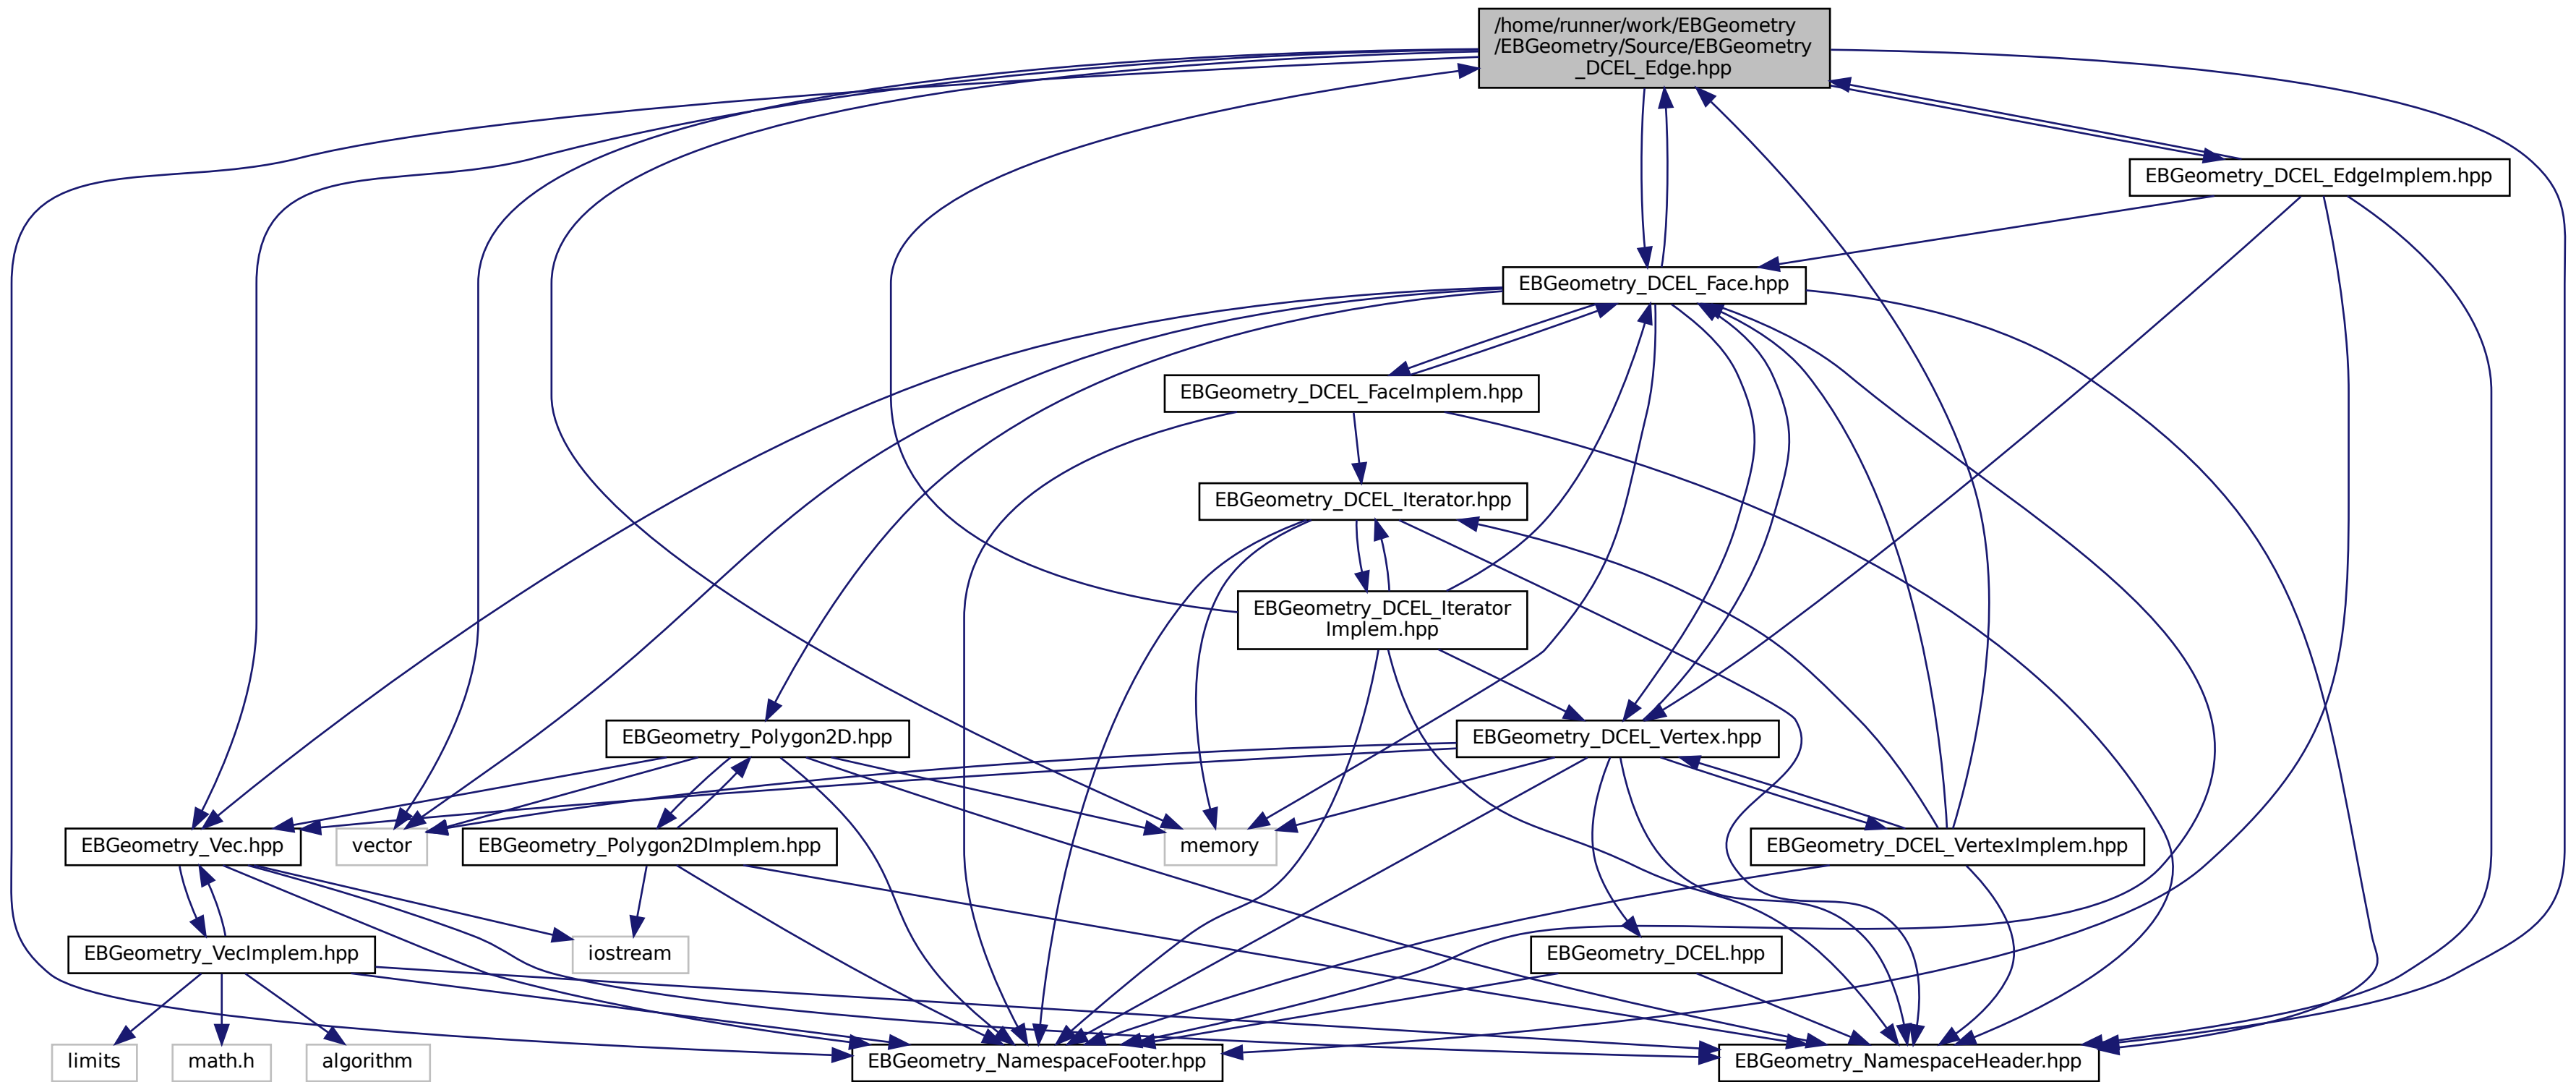 /home/runner/work/EBGeometry
/EBGeometry/Source/EBGeometry
_DCEL_Edge.hpp
EBGeometry_DCEL_EdgeImplem.hpp
EBGeometry_DCEL_Face.hpp
EBGeometry_DCEL_FaceImplem.hpp
EBGeometry_DCEL_Iterator.hpp
EBGeometry_DCEL_Iterator
Implem.hpp
EBGeometry_Polygon2D.hpp
EBGeometry_DCEL_Vertex.hpp
EBGeometry_Vec.hpp
vector
EBGeometry_Polygon2DImplem.hpp
memory
EBGeometry_DCEL_VertexImplem.hpp
EBGeometry_VecImplem.hpp
iostream
EBGeometry_DCEL.hpp
limits
math.h
algorithm
EBGeometry_NamespaceFooter.hpp
EBGeometry_NamespaceHeader.hpp